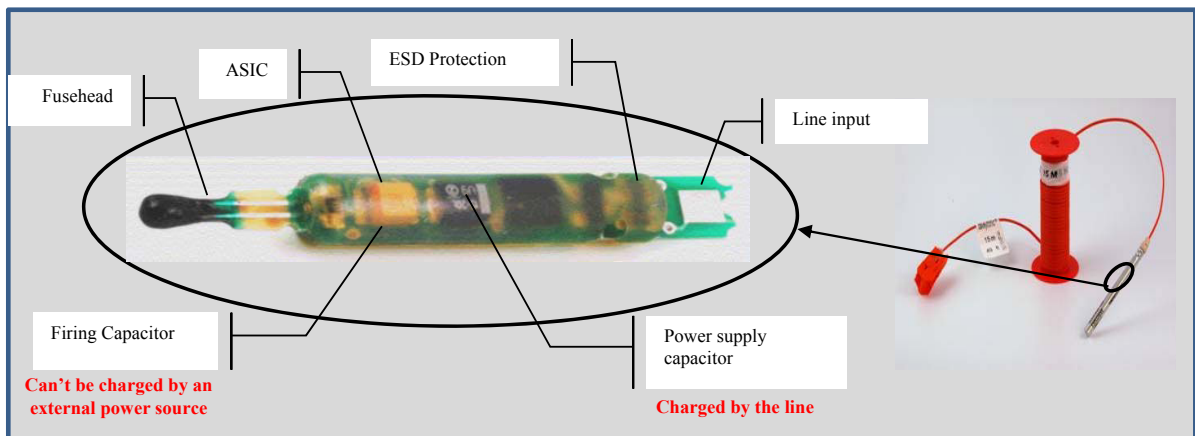 ASIC
ESD Protection
Fusehead
Line input
15 M
15 m
Firing Capacitor
Power supply
capacitor
Can't be charged by an
external power source
Charged by the line